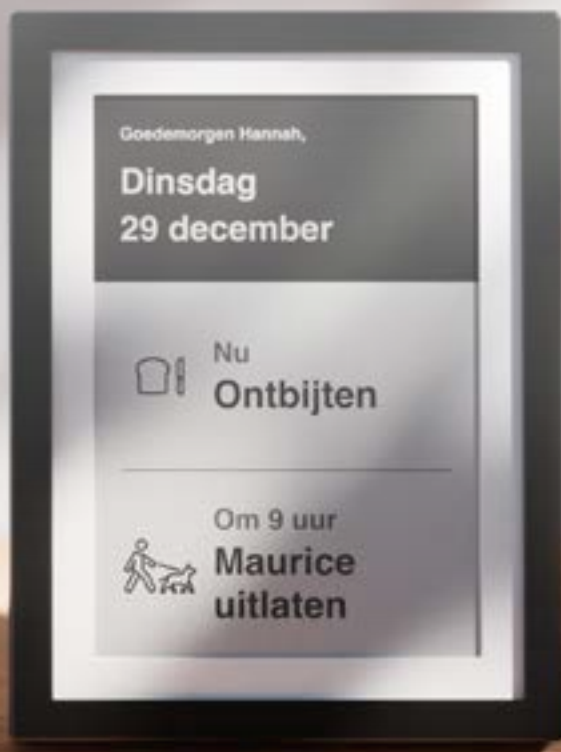 Goedemorgen Hannah,
Dinsdag
29 december
Nu
Ontbijten
Om 9 uur
Maurice
uitlaten